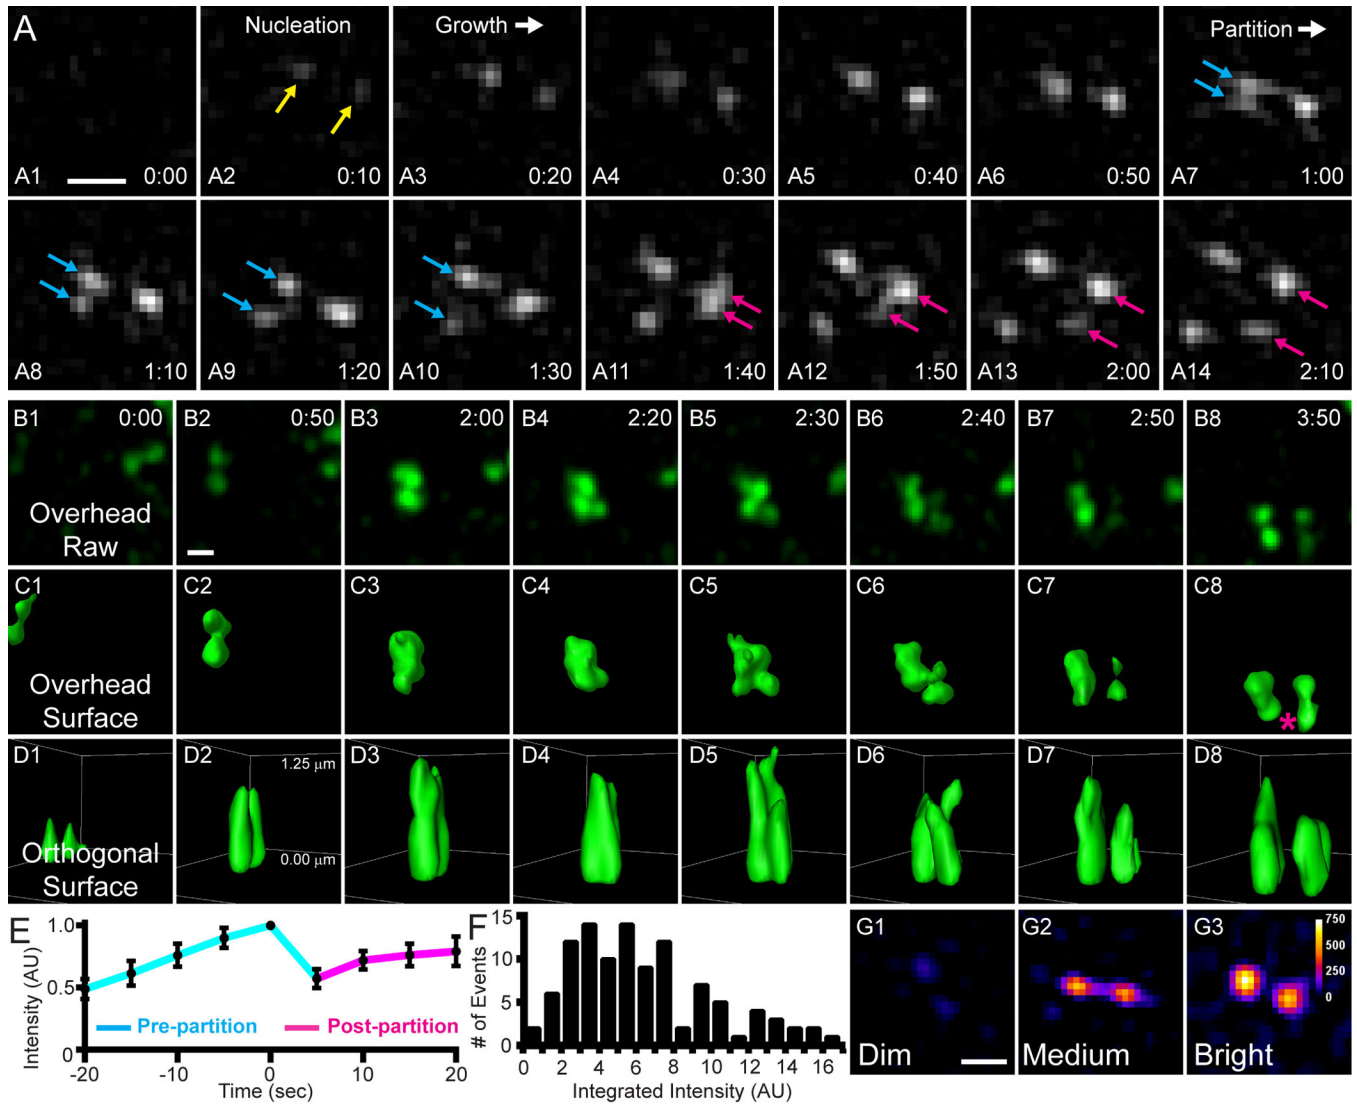 A
Nucleation
Growth
Partition
A1 0:00
A2 0:10
A3 0:20
A4 0:30
A5 0:40
A6 0:50
A7 1:00
A8 1:10
A9 1:20
A10 1:30
A11 1:40
A12 1:50
A13 2:00
A14 2:10
B1 0:00
B2 0:50
B3 2:00
B4 2:20
B5 2:30
B6 2:40
B7 2:50
B8 3:50
Overhead
Raw
C1
C2
C3
C4
C5
C6
C7
C8
Overhead
Surface
*
D1
D2
D3
D4
D5
D6
D7
D8
1.25 µm
0.00 µm
Orthogonal
Surface
E
Intensity (AU)
1.0
0.5
0
Pre-partition
Post-partition
-20 -10 0 10 20
Time (sec)
F
# of Events
15
10
5
0
0 2 4 6 8 10 12 14 16
Integrated Intensity (AU)
G1
Dim
G2
Medium
G3
750
500
250
0
Bright